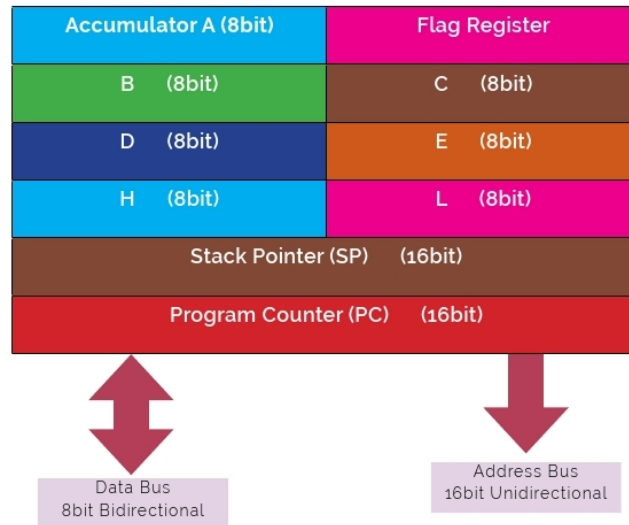 Accumulator A (8bit) Flag Register
B (8bit) C (8bit)
D (8bit) E (8bit)
H (8bit) L (8bit)
Stack Pointer (SP) (16bit)
Program Counter (PC) (16bit)
Data Bus
8bit Bidirectional
Address Bus
16bit Unidirectional